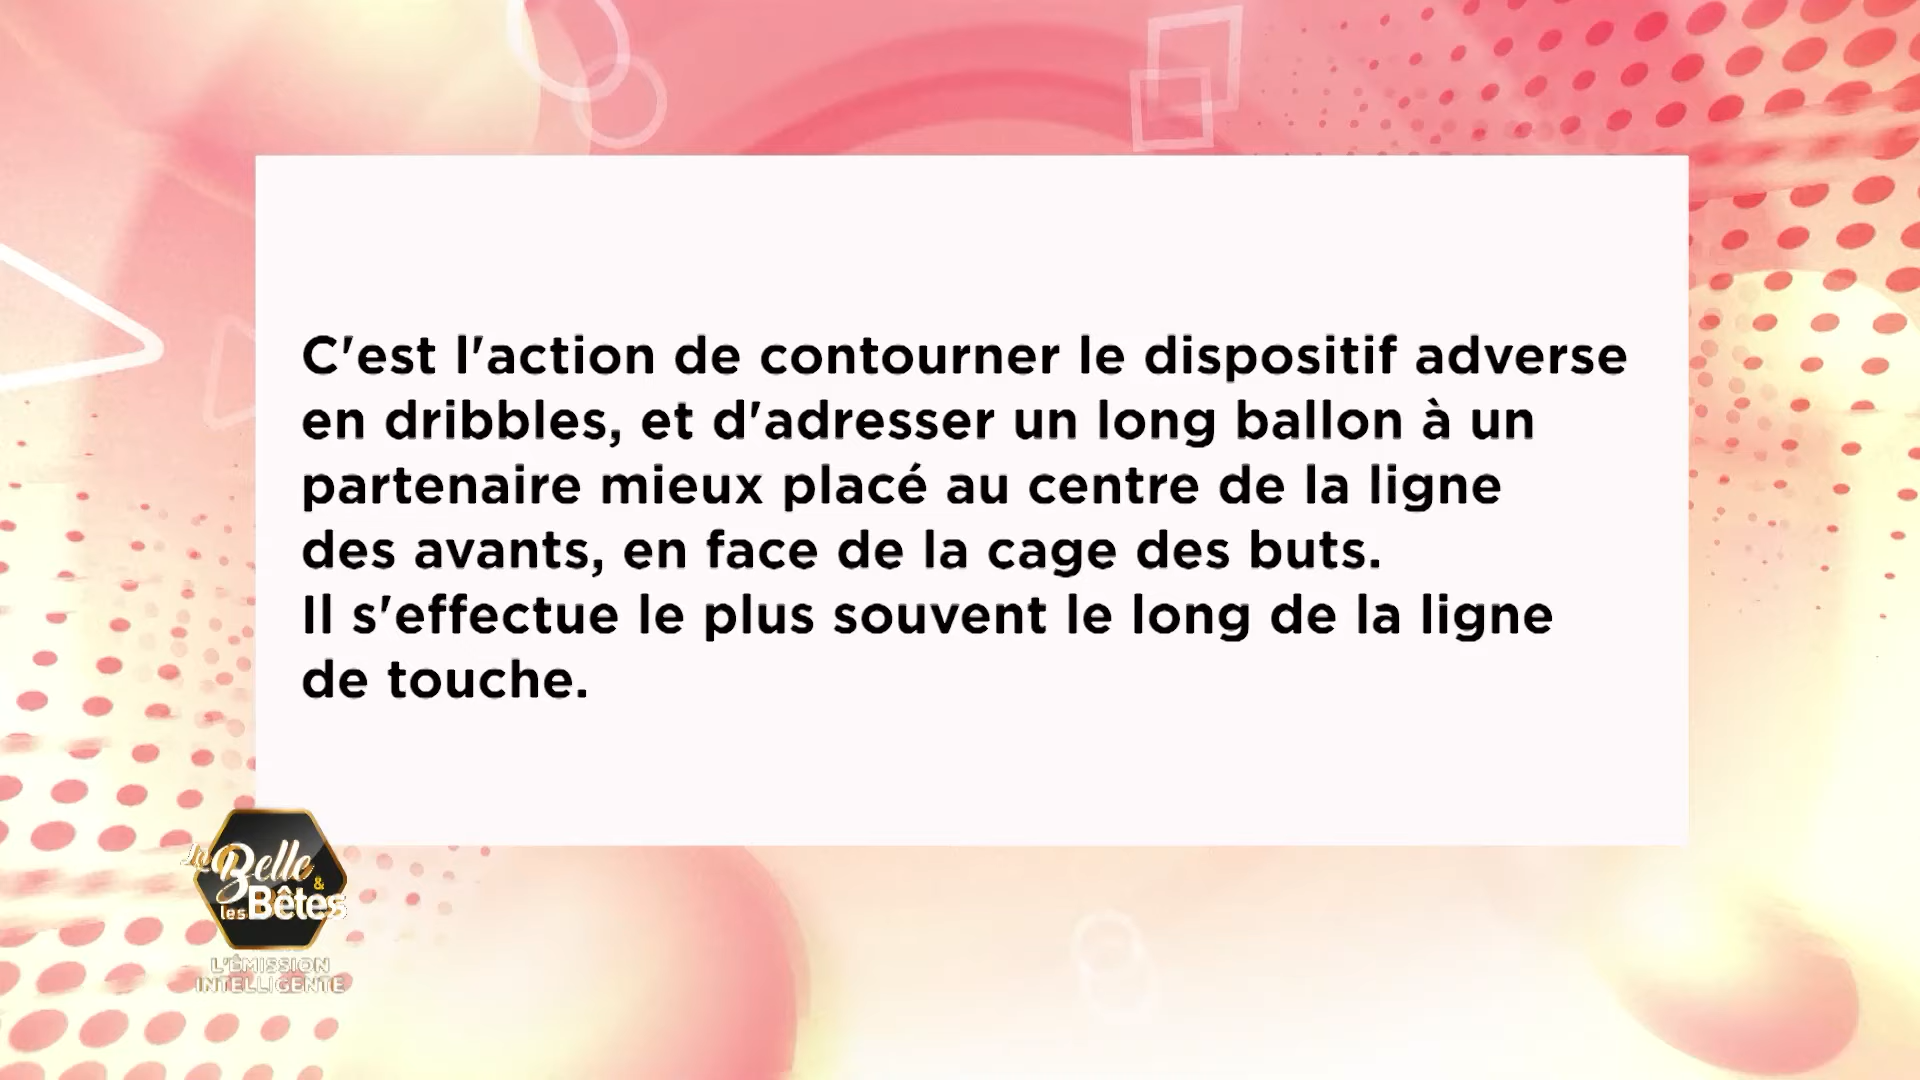 C'est l'action de contourner le dispositif adverse
en dribbles, et d'adresser un long ballon à un
partenaire mieux placé au centre de la ligne
des avants, en face de la cage des buts.
Il s'effectue le plus souvent le long de la ligne
de touche.
La Belle
&
les Bêtes
L'ÉMISSION
INTELLIGENTE